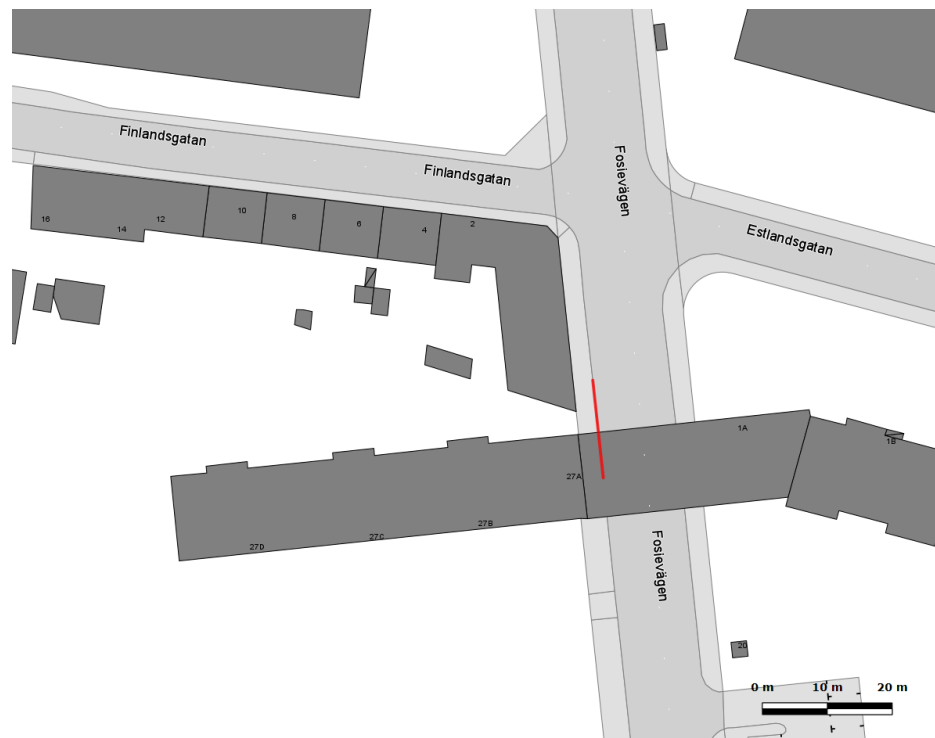 Finlandsgatan
Finlandsgatan
Fosievägen
Estlandsgatan
16
14
12
10
8
6
4
2
1A
1B
27A
27B
27C
27D
Fosievägen
20
0 m 10 m 20 m